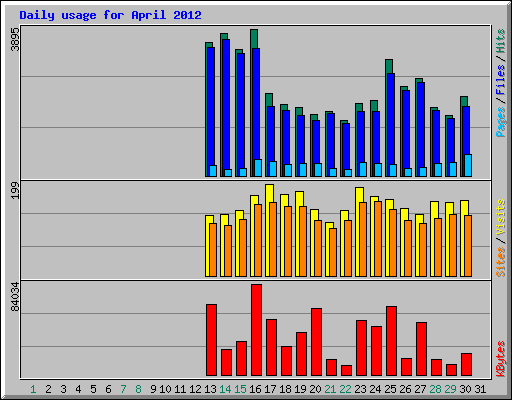 Daily usage for April 2012
3895
Pages / Files / Hits
199
Sites / Visits
84034
KBytes
1 2 3 4 5 6 7 8 9 10 11 12 13 14 15 16 17 18 19 20 21 22 23 24 25 26 27 28 29 30 31